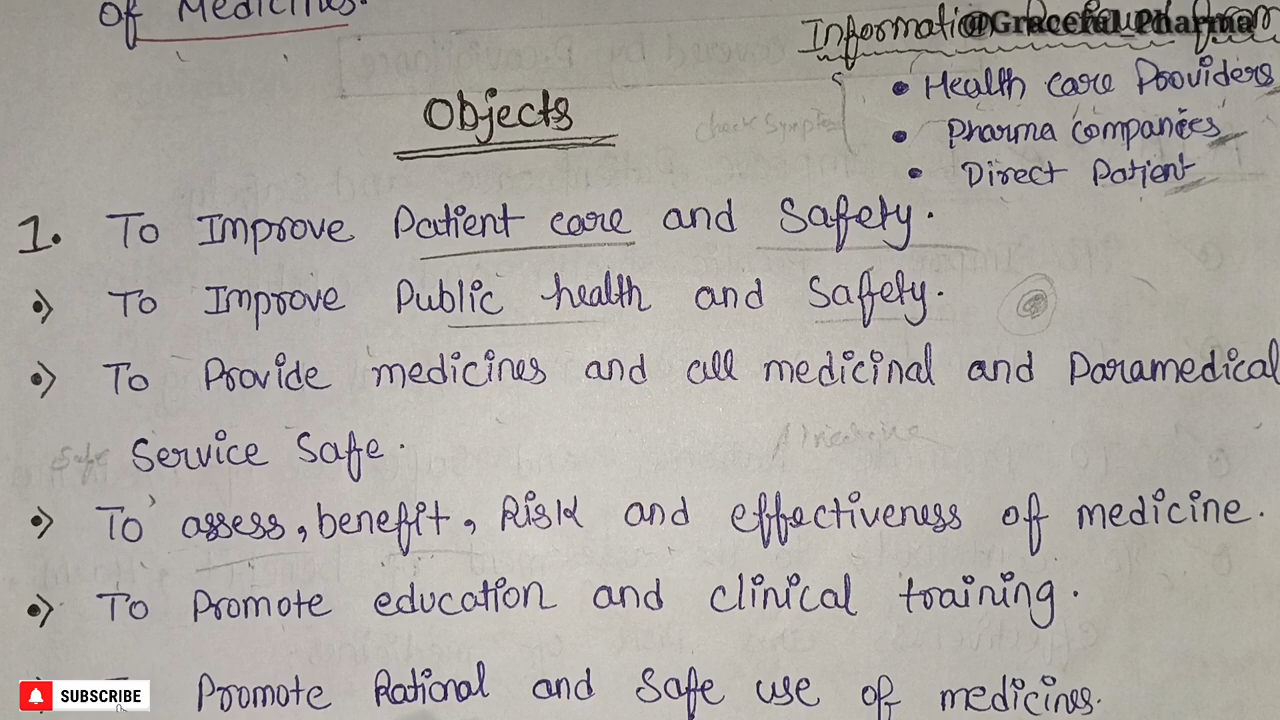 of Medicines.
@Graceful_Pharma
Information
• Health care Providers
• Pharma Companies
• Direct Patient
Objects
1. To Improve Patient care and Safety.
•) To Improve Public health and Safety.
•) To Provide medicines and all medicinal and Paramedical
Service Safe.
•) To assess, benefit, Risk and effectiveness of medicine.
•) To Promote education and clinical training.
Promote Rational and Safe use of medicines.
SUBSCRIBE